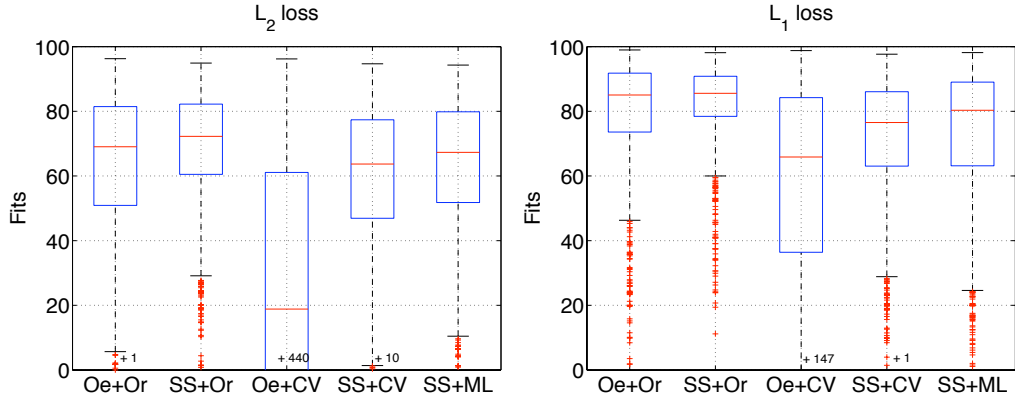 L2 loss
Fits
100
80
60
40
20
0
+ 1
+ 440
+ 10
Oe+Or SS+Or Oe+CV SS+CV SS+ML
L1 loss
Fits
100
80
60
40
20
0
+ 147
+ 1
Oe+Or SS+Or Oe+CV SS+CV SS+ML